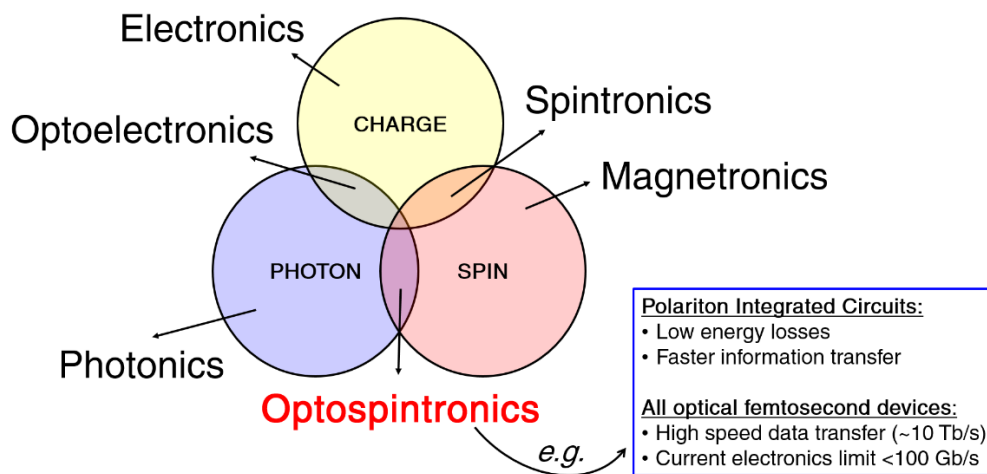 Electronics
Spintronics
CHARGE
Optoelectronics
Magnetronics
PHOTON
SPIN
Photonics
Optospintronics
e.g.
Polariton Integrated Circuits:
• Low energy losses
• Faster information transfer
All optical femtosecond devices:
• High speed data transfer (~10 Tb/s)
• Current electronics limit <100 Gb/s